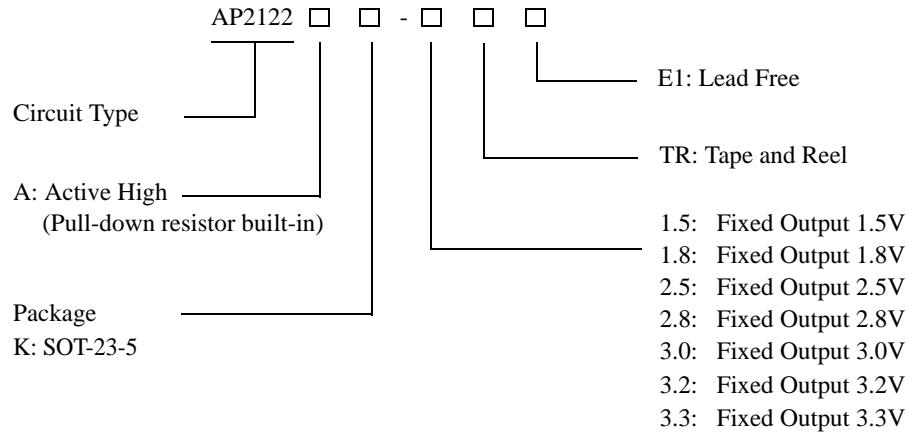 AP2122 -
E1: Lead Free
Circuit Type
TR: Tape and Reel
A: Active High
(Pull-down resistor built-in)
1.5: Fixed Output 1.5V
1.8: Fixed Output 1.8V
2.5: Fixed Output 2.5V
Package
2.8: Fixed Output 2.8V
K: SOT-23-5
3.0: Fixed Output 3.0V
3.2: Fixed Output 3.2V
3.3: Fixed Output 3.3V